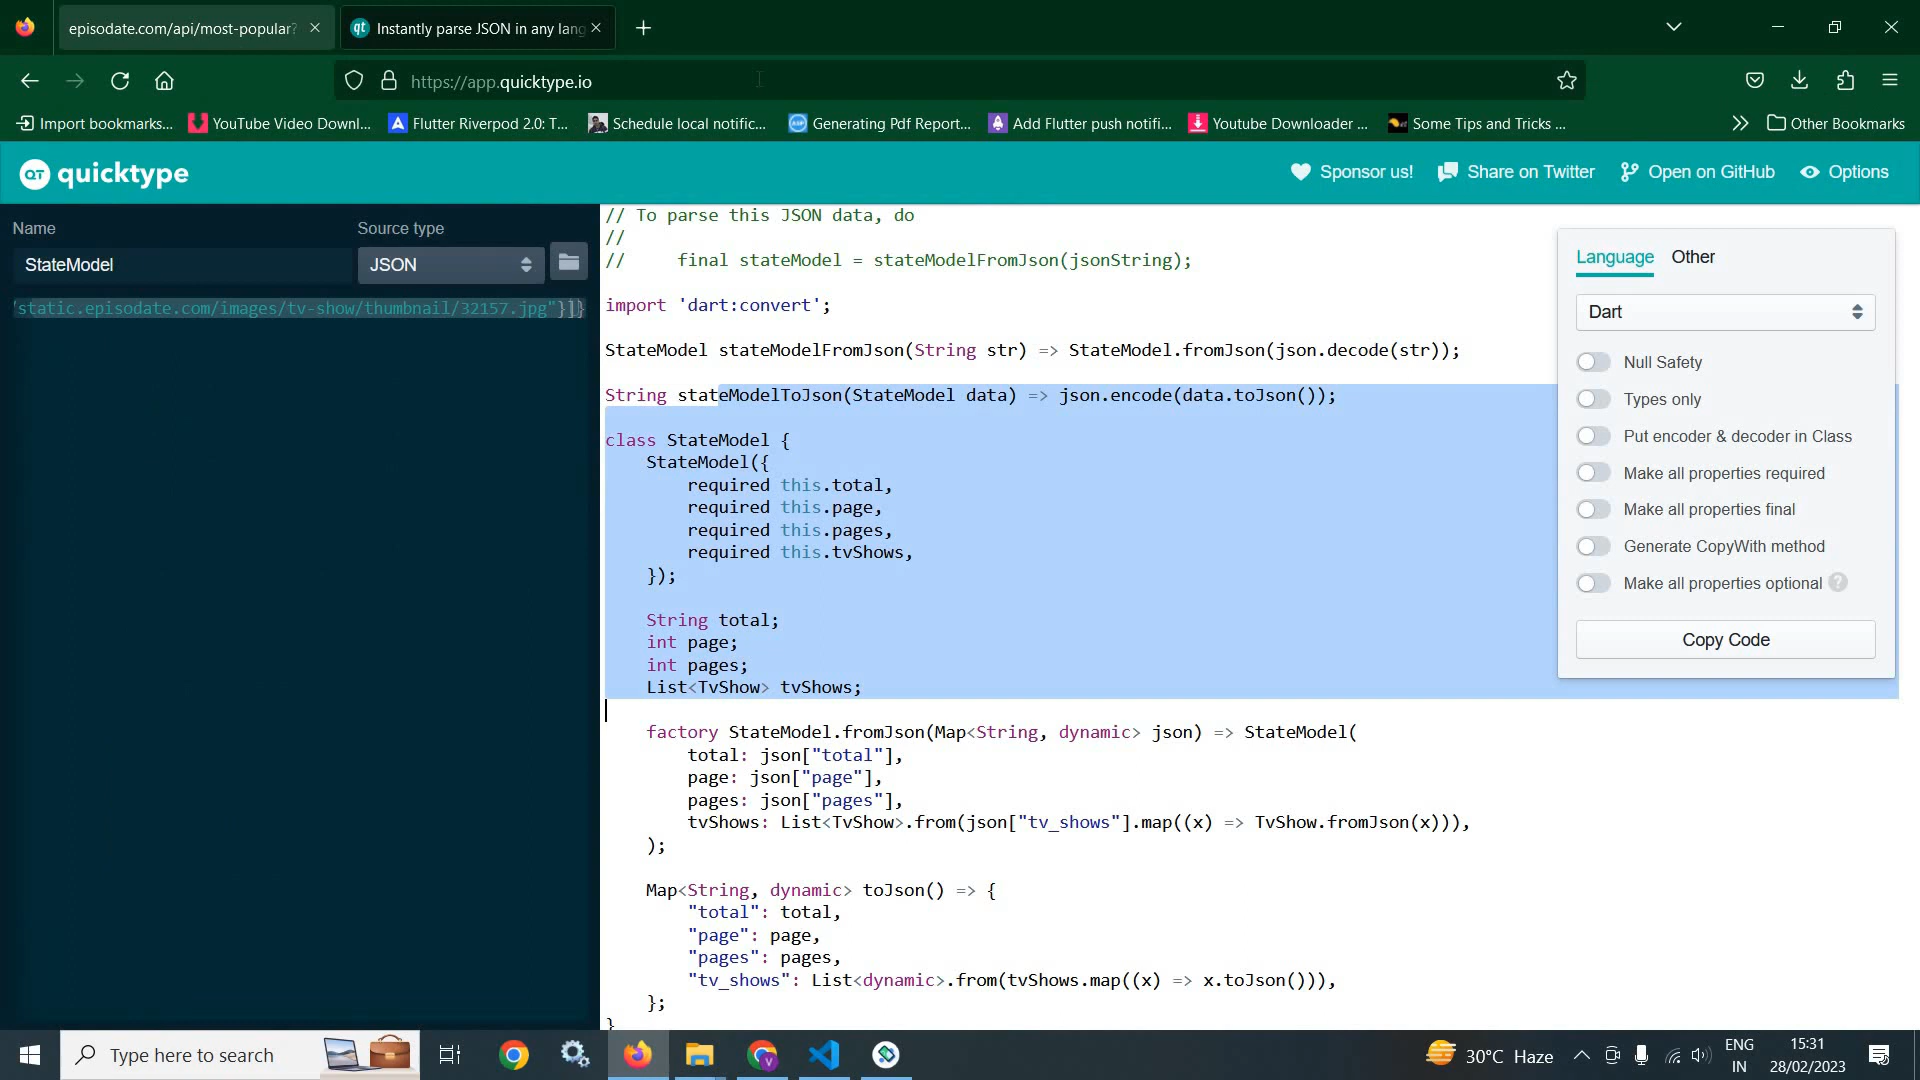 episodate.com/api/most-popular?
qt Instantly parse JSON in any lang
https://app.quicktype.io
Import bookmarks...
YouTube Video Downl...
Flutter Riverpod 2.0: T...
Schedule local notific...
Generating Pdf Report...
Add Flutter push notifi...
Youtube Downloader ...
Some Tips and Tricks ...
Other Bookmarks
QT quicktype
Sponsor us!
Share on Twitter
Open on GitHub
Options
Name
Source type
StateModel
JSON
'static.episodate.com/images/tv-show/thumbnail/32157.jpg"}]}
// To parse this JSON data, do
//
//     final stateModel = stateModelFromJson(jsonString);
import 'dart:convert';
StateModel stateModelFromJson(String str) => StateModel.fromJson(json.decode(str));
String stateModelToJson(StateModel data) => json.encode(data.toJson());
class StateModel {
    StateModel({
        required this.total,
        required this.page,
        required this.pages,
        required this.tvShows,
    });
    String total;
    int page;
    int pages;
    List<TvShow> tvShows;
    factory StateModel.fromJson(Map<String, dynamic> json) => StateModel(
        total: json["total"],
        page: json["page"],
        pages: json["pages"],
        tvShows: List<TvShow>.from(json["tv_shows"].map((x) => TvShow.fromJson(x))),
    );
    Map<String, dynamic> toJson() => {
        "total": total,
        "page": page,
        "pages": pages,
        "tv_shows": List<dynamic>.from(tvShows.map((x) => x.toJson())),
    };
}
Language Other
Dart
Null Safety
Types only
Put encoder & decoder in Class
Make all properties required
Make all properties final
Generate CopyWith method
Make all properties optional ?
Copy Code
Type here to search
30°C Haze
ENG
IN
15:31
28/02/2023